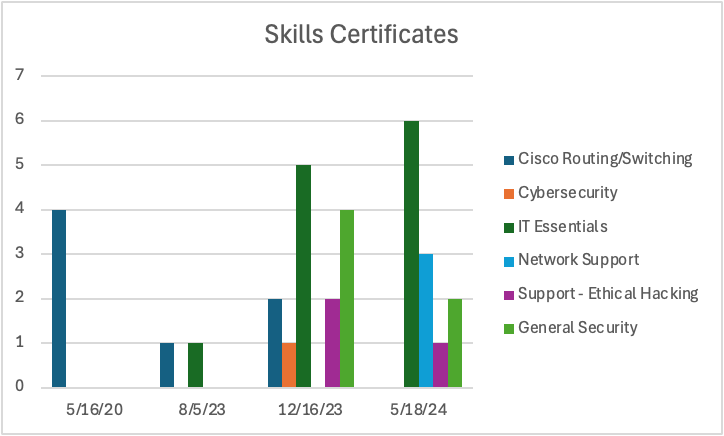 Skills Certificates
7
6
5
4
3
2
1
0
5/16/20 8/5/23 12/16/23 5/18/24
Cisco Routing/Switching
Cybersecurity
IT Essentials
Network Support
Support - Ethical Hacking
General Security